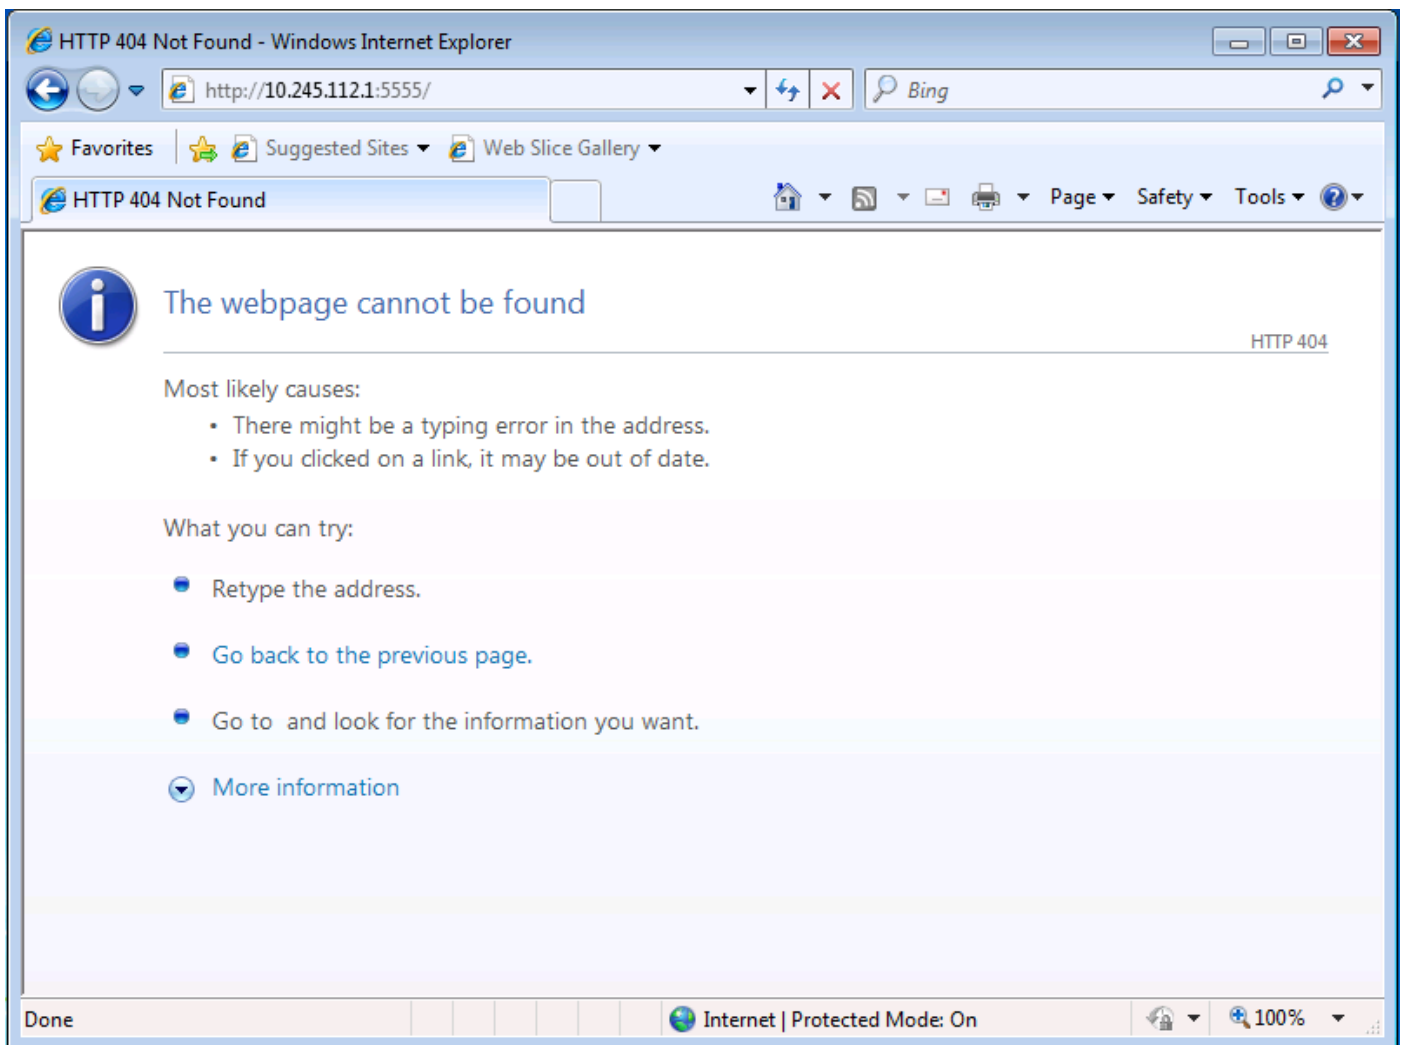 HTTP 404 Not Found - Windows Internet Explorer
http://10.245.112.1:5555/
Bing
Favorites Suggested Sites Web Slice Gallery
HTTP 404 Not Found Page Safety Tools
The webpage cannot be found
HTTP 404
Most likely causes:
• There might be a typing error in the address.
• If you clicked on a link, it may be out of date.
What you can try:
Retype the address.
Go back to the previous page.
Go to  and look for the information you want.
More information
Done Internet | Protected Mode: On 100%